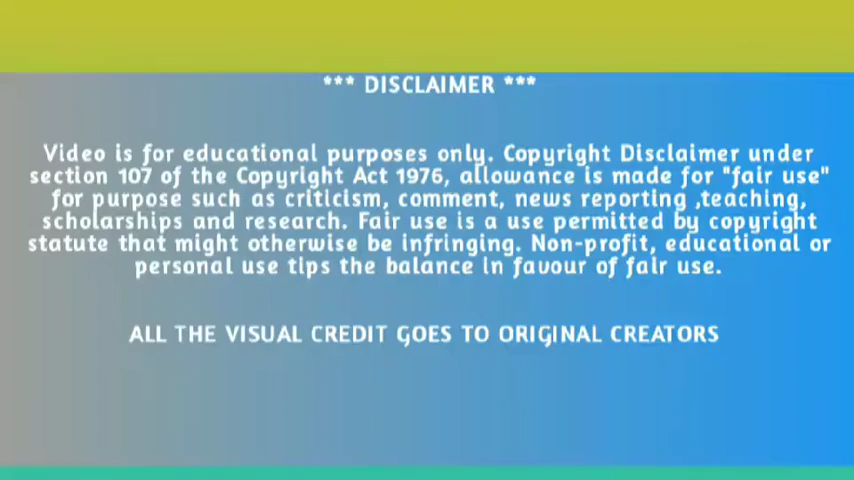 *** DISCLAIMER ***
Video is for educational purposes only. Copyright Disclaimer under
section 107 of the Copyright Act 1976, allowance is made for "fair use"
for purpose such as criticism, comment, news reporting ,teaching,
scholarships and research. Fair use is a use permitted by copyright
statute that might otherwise be infringing. Non-profit, educational or
personal use tips the balance in favour of fair use.
ALL THE VISUAL CREDIT GOES TO ORIGINAL CREATORS